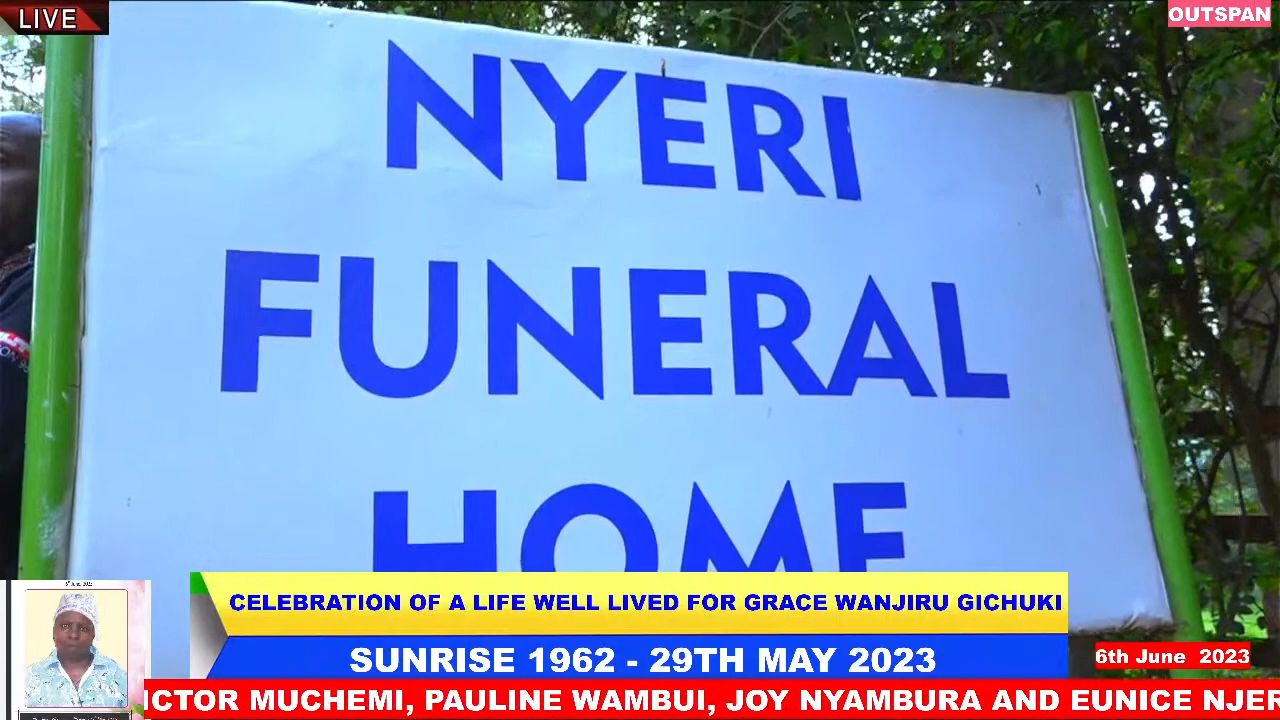 LIVE
OUTSPAN
NYERI
FUNERAL
HOME
CELEBRATION OF A LIFE WELL LIVED FOR GRACE WANJIRU GICHUKI
SUNRISE 1962 - 29TH MAY 2023
6th June 2023
ICTOR MUCHEMI, PAULINE WAMBUI, JOY NYAMBURA AND EUNICE NJER